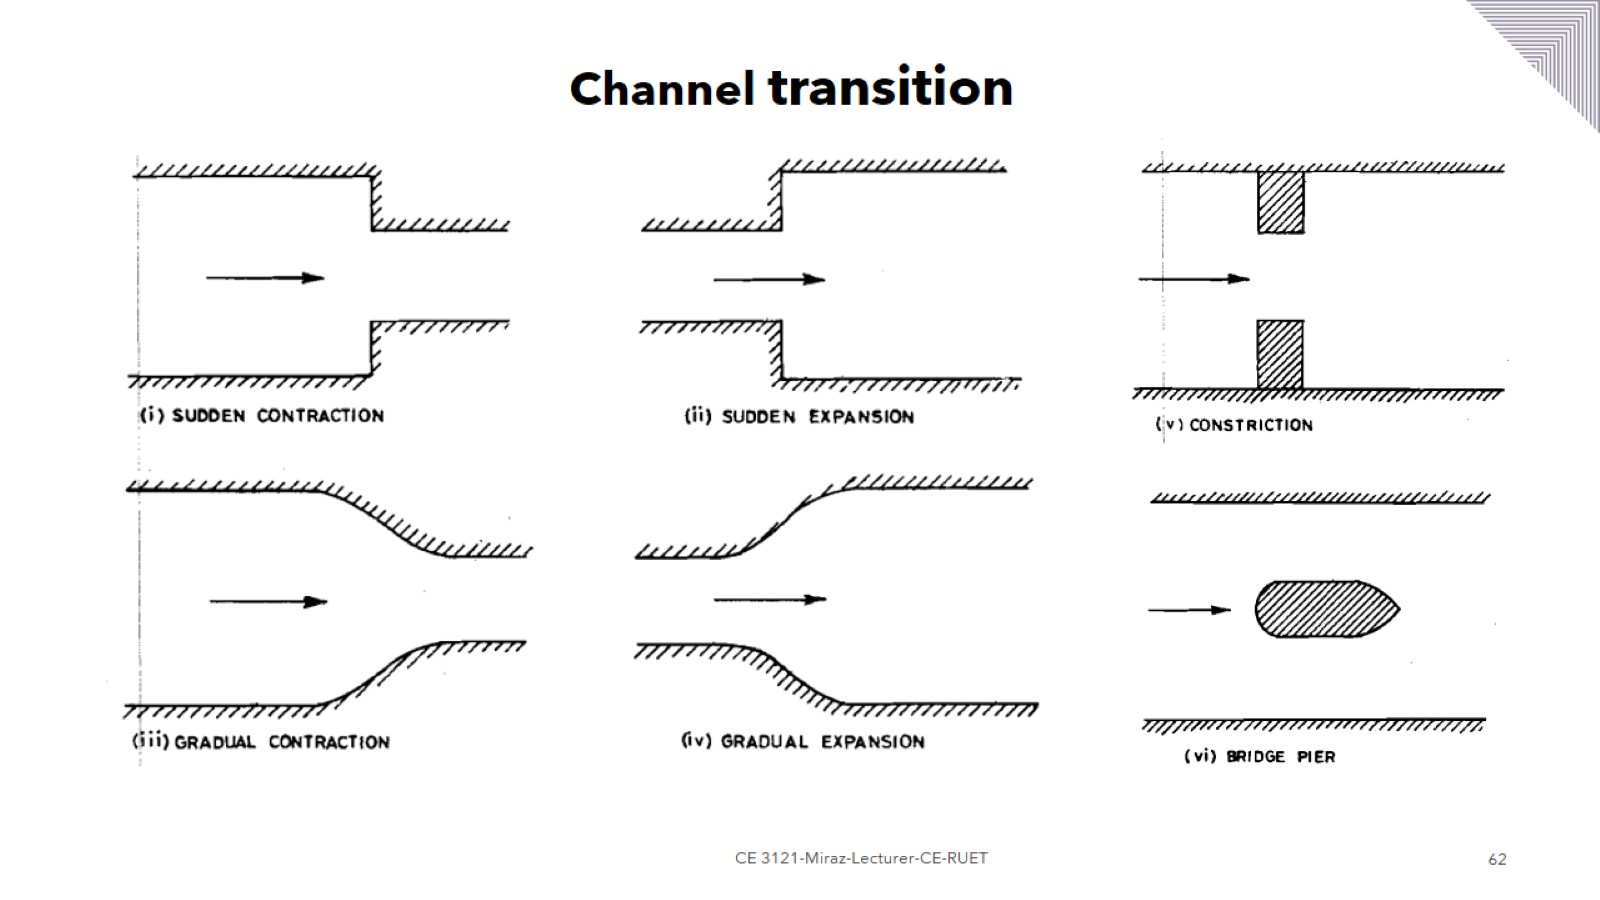 Channel transition
(i) SUDDEN CONTRACTION
(ii) SUDDEN EXPANSION
(v) CONSTRICTION
(iii) GRADUAL CONTRACTION
(iv) GRADUAL EXPANSION
(vi) BRIDGE PIER
CE 3121-Miraz-Lecturer-CE-RUET
62